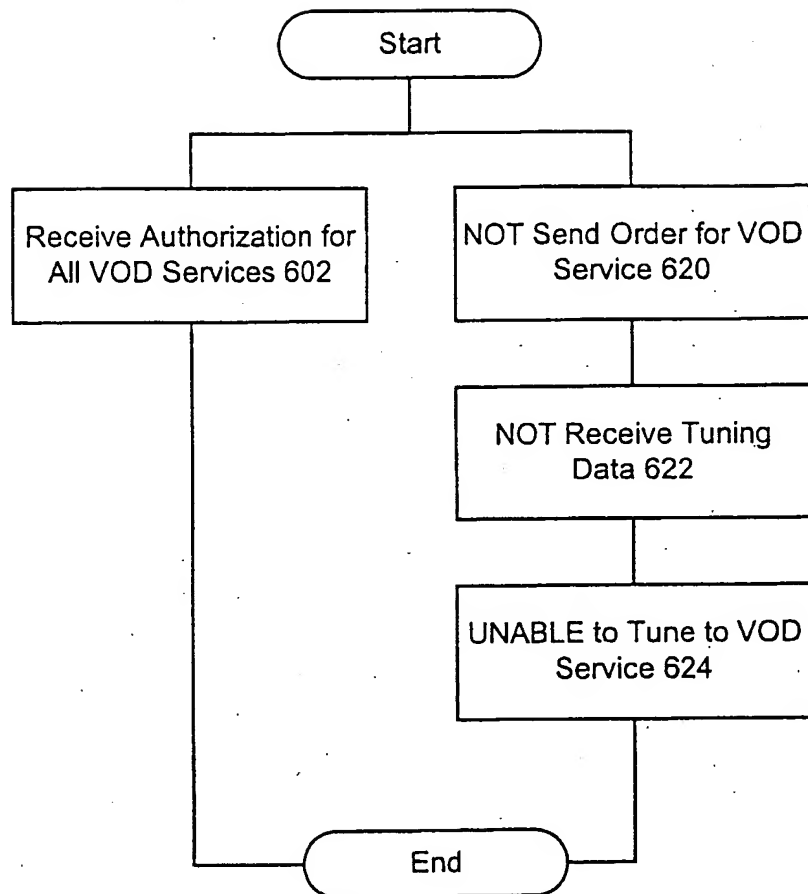 Start
Receive Authorization for
All VOD Services 602
NOT Send Order for VOD
Service 620
NOT Receive Tuning
Data 622
UNABLE to Tune to VOD
Service 624
End